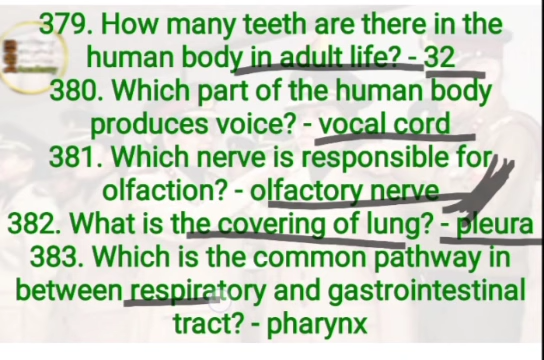 379. How many teeth are there in the
human body in adult life? - 32
380. Which part of the human body
produces voice? - vocal cord
381. Which nerve is responsible for
olfaction? - olfactory nerve
382. What is the covering of lung? - pleura
383. Which is the common pathway in
between respiratory and gastrointestinal
tract? - pharynx